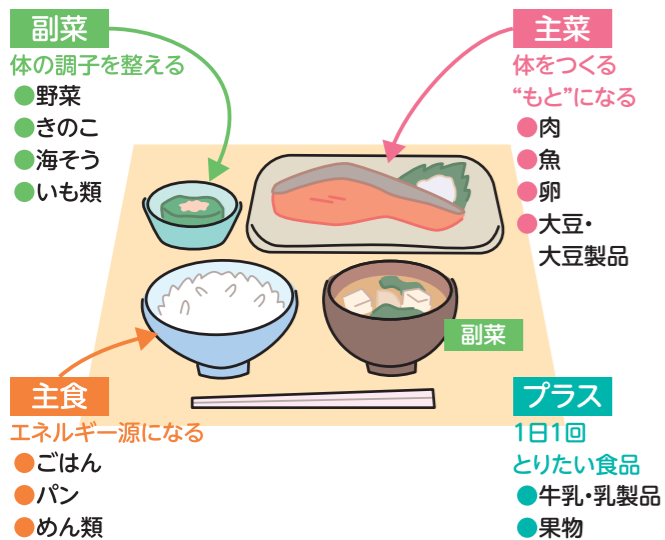 副菜
体の調子を整える
●野菜
●きのこ
●海そう
●いも類
主菜
体をつくる
“もと”になる
●肉
●魚
●卵
●大豆・
大豆製品
副菜
主食
エネルギー源になる
●ごはん
●パン
●めん類
プラス
1日1回
とりたい食品
●牛乳・乳製品
●果物